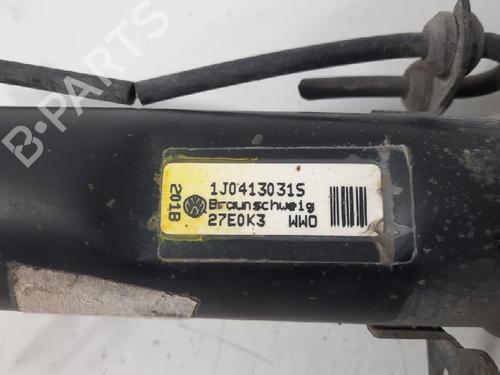 B-PARTS
201B
1J0413031S
Braunschweig
27E0K3 WWO